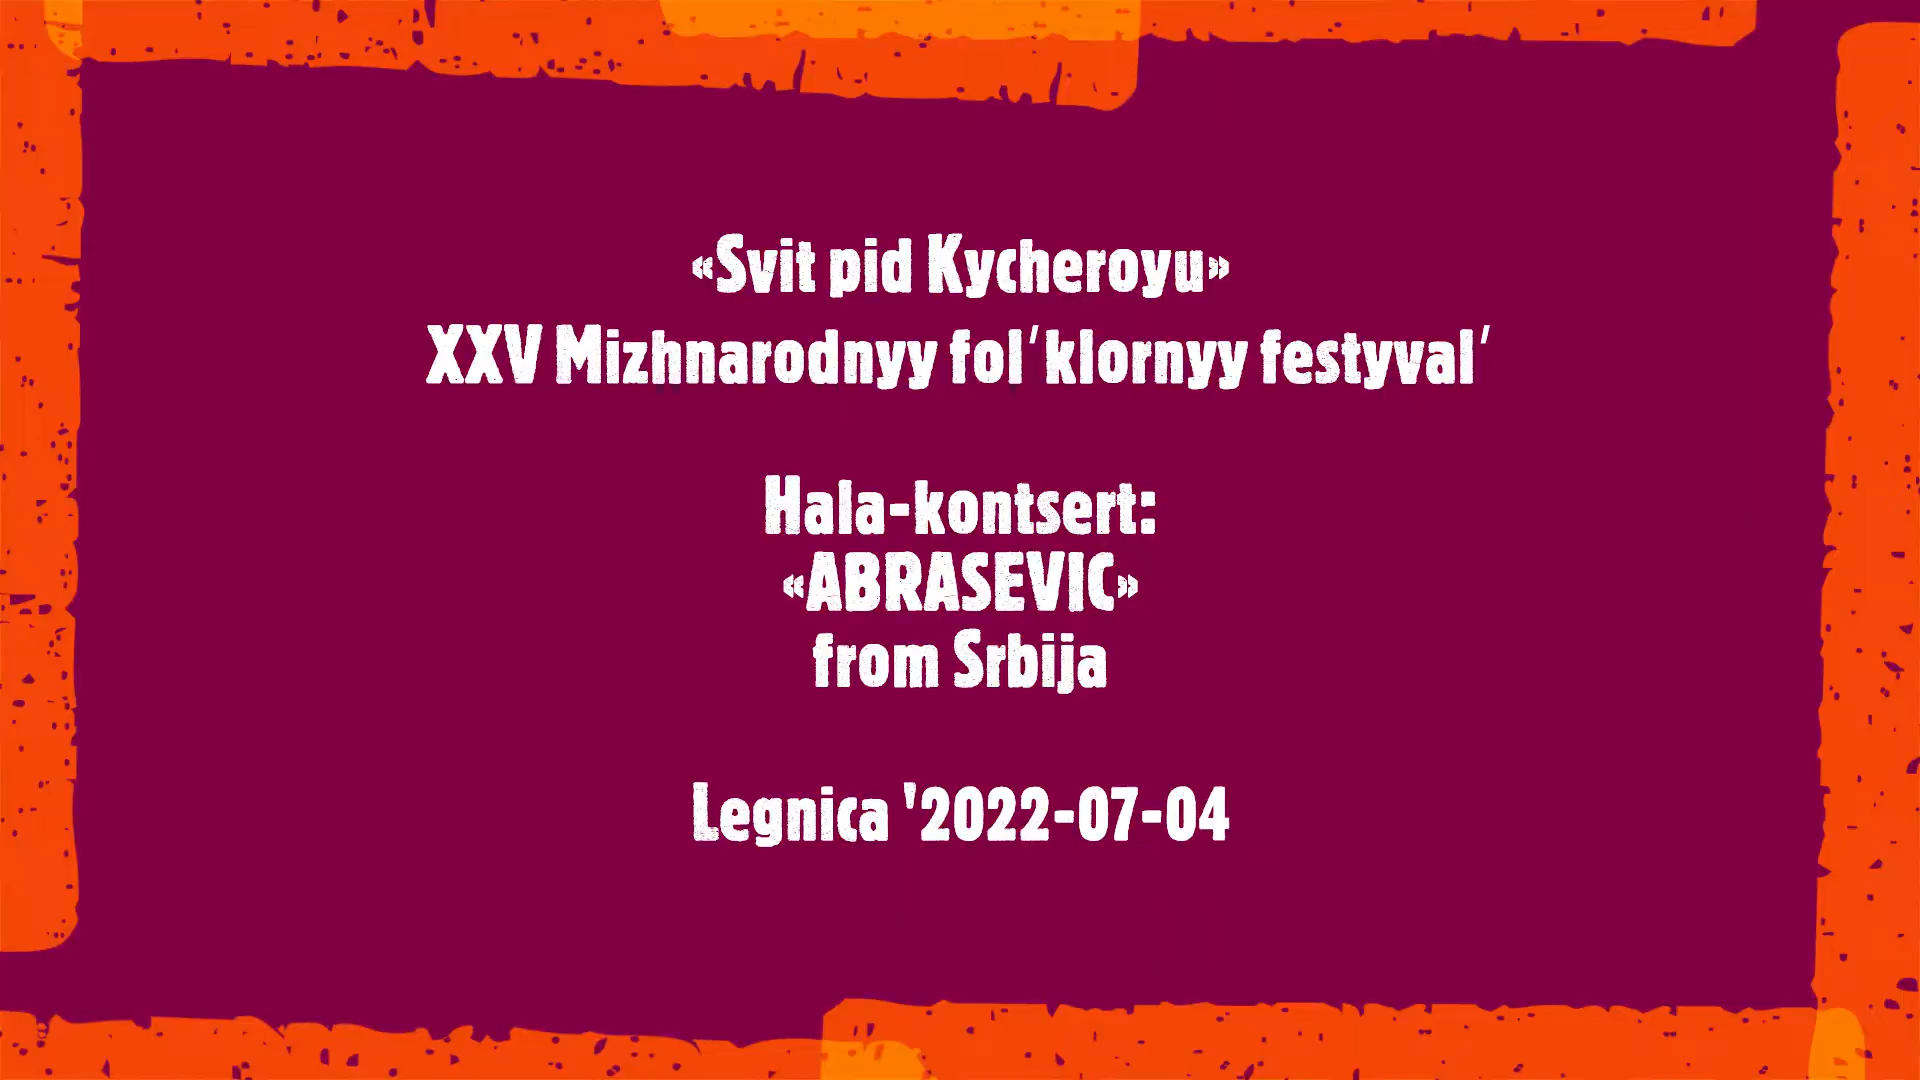 «Svit pid Kycheroyu»
XXV Mizhnarodnyy folʹklornyy festyvalʹ
Hala-kontsert:
«ABRASEVIC»
from Srbija
Legnica '2022-07-04